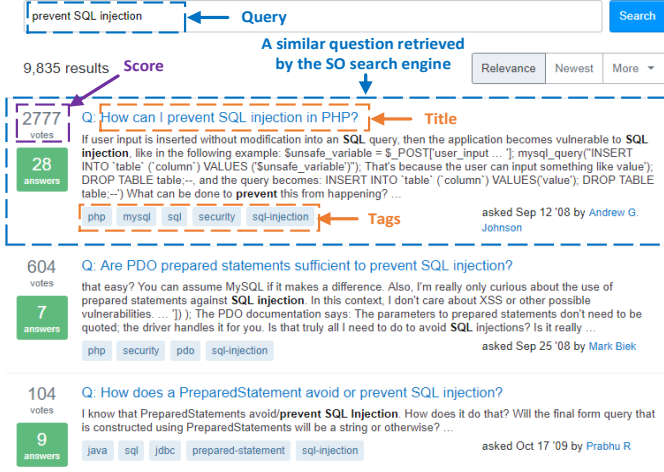 prevent SQL injection
Query
Search
A similar question retrieved
by the SO search engine
9,835 results
Score
Relevance Newest More
2777
votes
28
answers
Q: How can I prevent SQL injection in PHP?
Title
If user input is inserted without modification into an SQL query, then the application becomes vulnerable to SQL
injection, like in the following example: $unsafe_variable = $_POST['user_input ... ']; mysql_query("INSERT
INTO `table` (`column`) VALUES ('$unsafe_variable')"); That's because the user can input something like value');
DROP TABLE table;--, and the query becomes: INSERT INTO `table` (`column`) VALUES('value'); DROP TABLE
table;--') What can be done to prevent this from happening? ...
php mysql sql security sql-injection
Tags
asked Sep 12 '08 by Andrew G.
Johnson
604
votes
7
answers
Q: Are PDO prepared statements sufficient to prevent SQL injection?
that easy? You can assume MySQL if it makes a difference. Also, I'm really only curious about the use of
prepared statements against SQL injection. In this context, I don't care about XSS or other possible
vulnerabilities. ... ']) ); The PDO documentation says: The parameters to prepared statements don't need to be
quoted; the driver handles it for you. Is that truly all I need to do to avoid SQL injections? Is it really ...
php security pdo sql-injection
asked Sep 25 '08 by Mark Biek
104
votes
9
answers
Q: How does a PreparedStatement avoid or prevent SQL injection?
I know that PreparedStatements avoid/prevent SQL Injection. How does it do that? Will the final form query that
is constructed using PreparedStatements will be a string or otherwise? ...
java sql jdbc prepared-statement sql-injection
asked Oct 17 '09 by Prabhu R